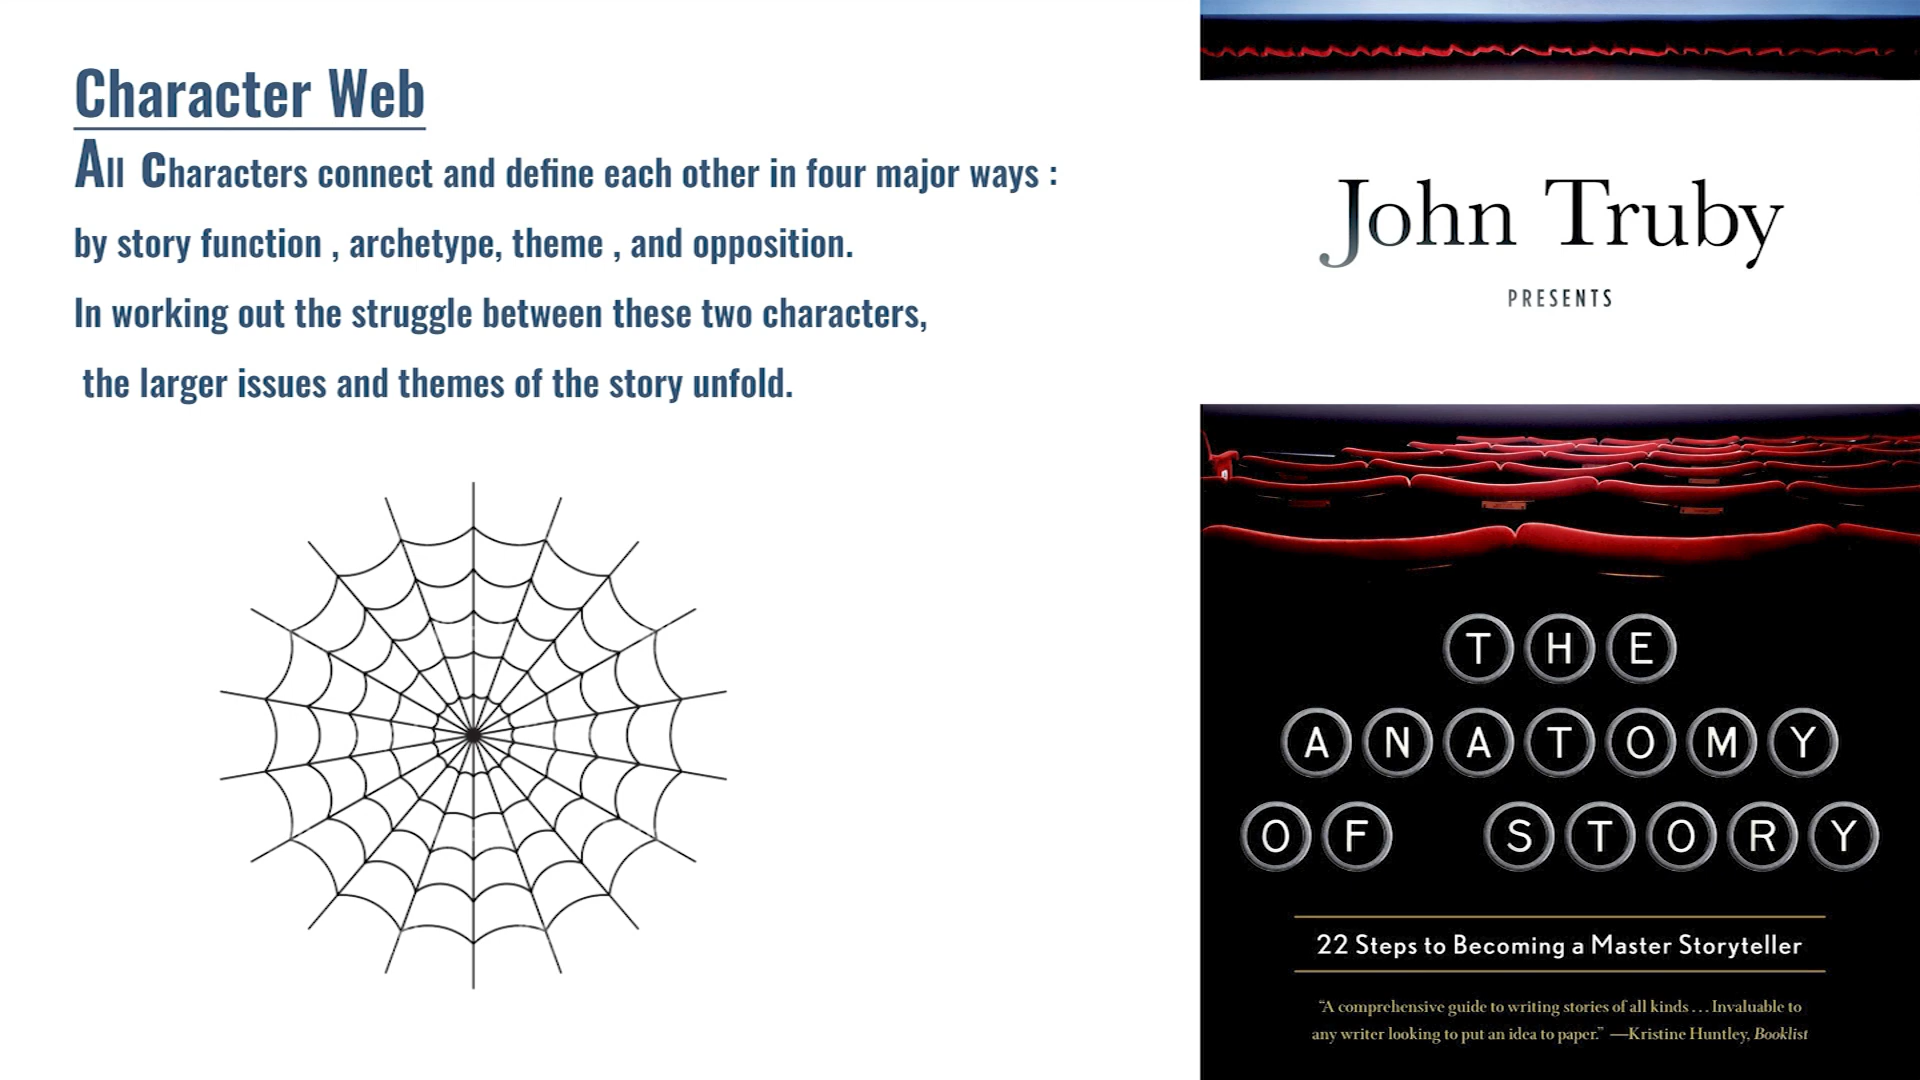 Character Web
All characters connect and define each other in four major ways :
by story function , archetype, theme , and opposition.
In working out the struggle between these two characters,
the larger issues and themes of the story unfold.
John Truby
PRESENTS
THE
ANATOMY
OF STORY
22 Steps to Becoming a Master Storyteller
“A comprehensive guide to writing stories of all kinds . . . Invaluable to
any writer looking to put an idea to paper.” —Kristine Huntley, Booklist